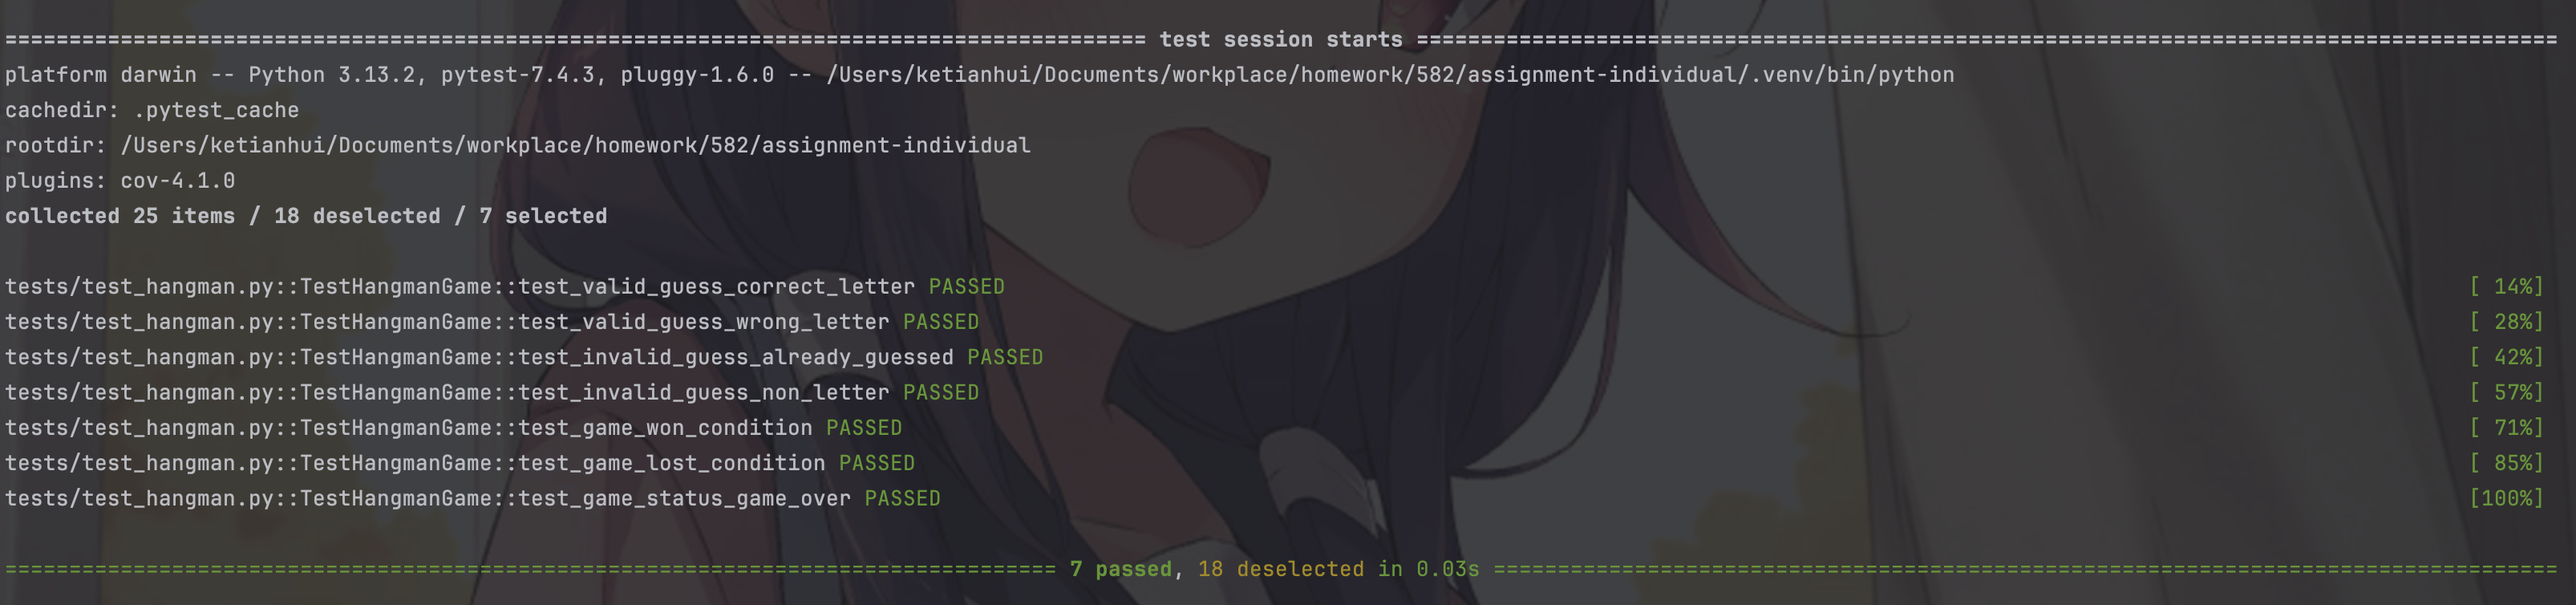 ======================================================================================== test session starts ========================================================================================
platform darwin -- Python 3.13.2, pytest-7.4.3, pluggy-1.6.0 -- /Users/ketianhui/Documents/workplace/homework/582/assignment-individual/.venv/bin/python
cachedir: .pytest_cache
rootdir: /Users/ketianhui/Documents/workplace/homework/582/assignment-individual
plugins: cov-4.1.0
collected 25 items / 18 deselected / 7 selected
tests/test_hangman.py::TestHangmanGame::test_valid_guess_correct_letter PASSED [ 14%]
tests/test_hangman.py::TestHangmanGame::test_valid_guess_wrong_letter PASSED [ 28%]
tests/test_hangman.py::TestHangmanGame::test_invalid_guess_already_guessed PASSED [ 42%]
tests/test_hangman.py::TestHangmanGame::test_invalid_guess_non_letter PASSED [ 57%]
tests/test_hangman.py::TestHangmanGame::test_game_won_condition PASSED [ 71%]
tests/test_hangman.py::TestHangmanGame::test_game_lost_condition PASSED [ 85%]
tests/test_hangman.py::TestHangmanGame::test_game_status_game_over PASSED [100%]
================================================================================== 7 passed, 18 deselected in 0.03s ===================================================================================